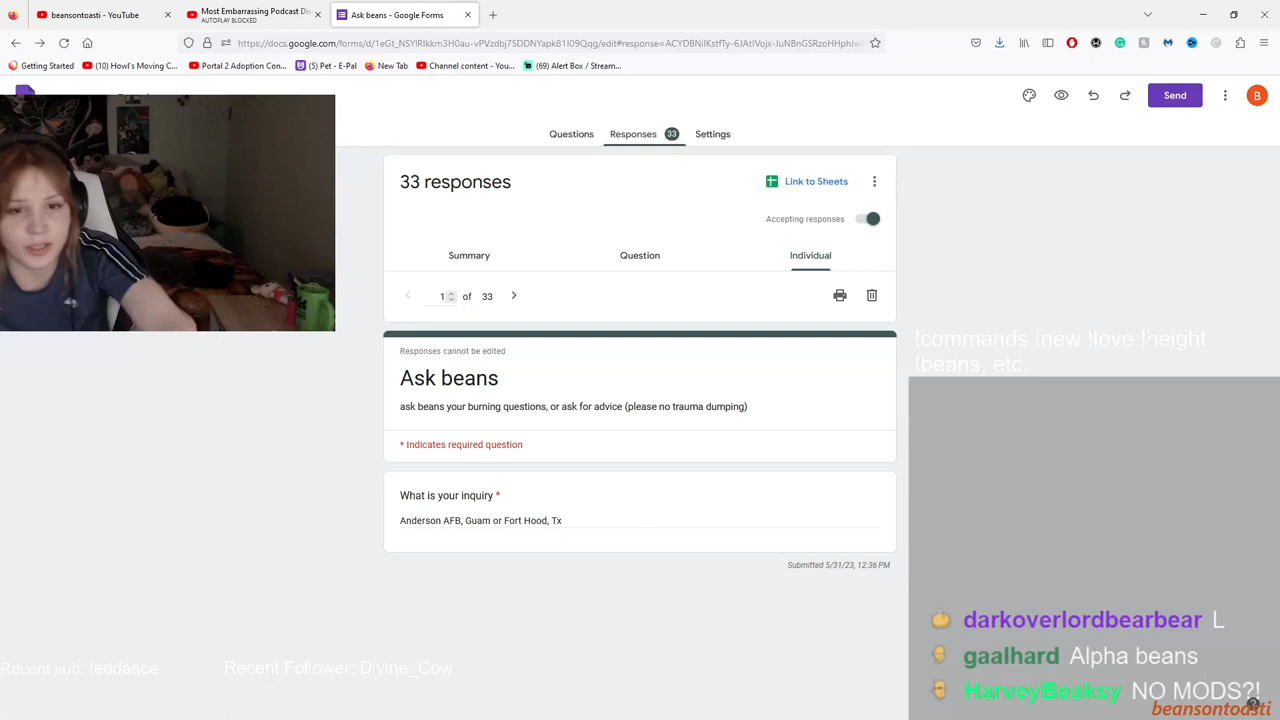 beansontoasti - YouTube
Most Embarrassing Podcast Dis
AUTOPLAY BLOCKED
Ask beans - Google Forms
Getting Started
(10) Howl's Moving C...
Portal 2 Adoption Con...
(5) Pet - E-Pal
New Tab
Channel content - You...
(69) Alert Box / Stream...
Send
B
Questions
Responses 33
Settings
33 responses
Link to Sheets
Accepting responses
Summary
Question
Individual
1 of 33
Responses cannot be edited
Ask beans
ask beans your burning questions, or ask for advice (please no trauma dumping)
* Indicates required question
What is your inquiry *
Anderson AFB, Guam or Fort Hood, Tx
Submitted 5/31/23, 12:36 PM
!commands !new !love !height
!beans, etc.
darkoverlordbearbear L
gaalhard Alpha beans
HarveyBeaksy NO MODS?!
beansontoasti
Recent sub: teddance
Recent Follower: Divine_Cow